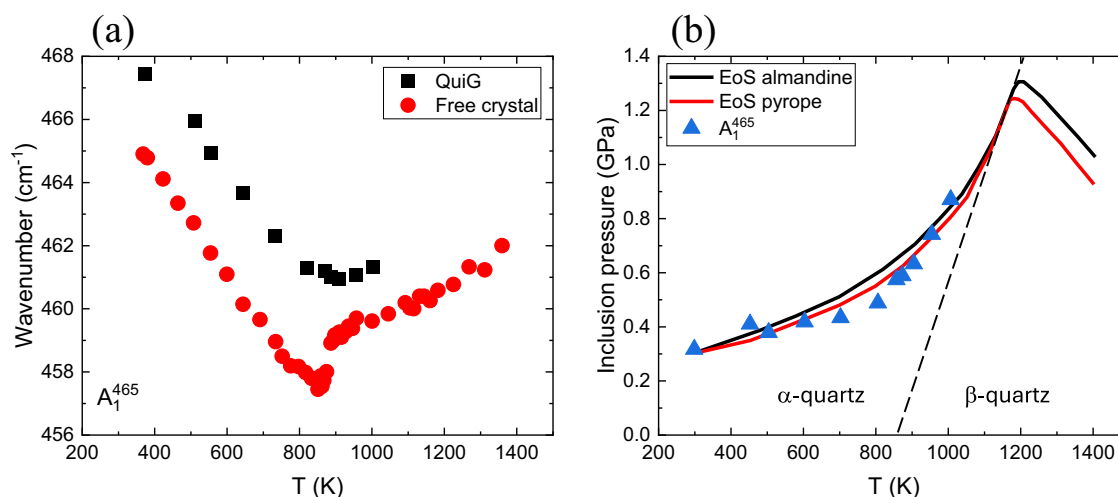 (a)
468
466
464
462
460
458
456
Wavenumber (cm⁻¹)
QuiG
Free crystal
A₁⁴⁶⁵
200 400 600 800 1000 1200 1400
T (K)
(b)
1.4
1.2
1.0
0.8
0.6
0.4
0.2
0.0
Inclusion pressure (GPa)
EoS almandine
EoS pyrope
A₁⁴⁶⁵
α-quartz
β-quartz
200 400 600 800 1000 1200 1400
T (K)